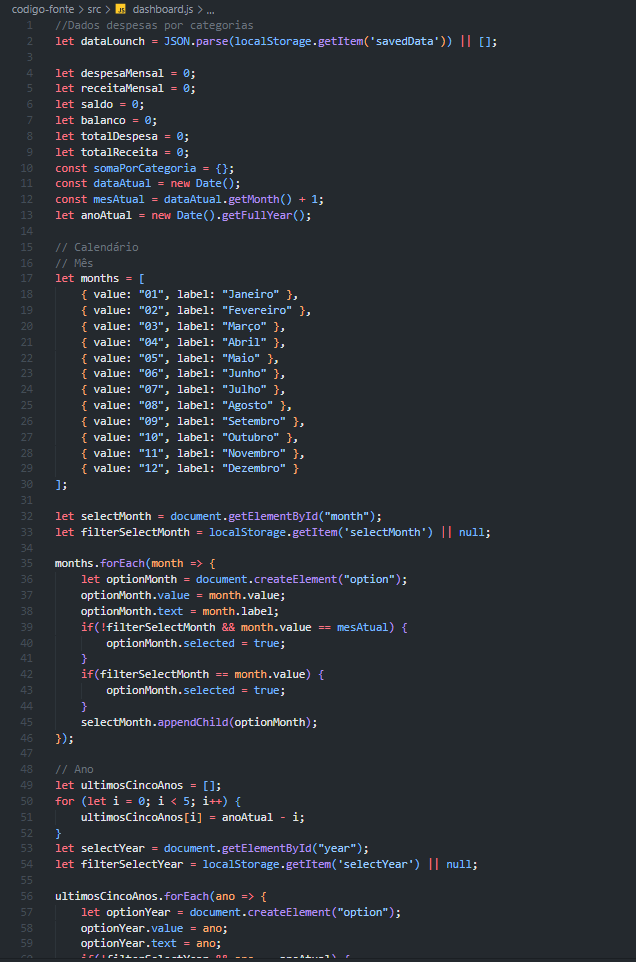 codigo-fonte > src > JS dashboard.js > ...
1 //Dados despesas por categorias
2 let dataLounch = JSON.parse(localStorage.getItem('savedData')) || [];
3
4 let despesaMensal = 0;
5 let receitaMensal = 0;
6 let saldo = 0;
7 let balanco = 0;
8 let totalDespesa = 0;
9 let totalReceita = 0;
10 const somaPorCategoria = {};
11 const dataAtual = new Date();
12 const mesAtual = dataAtual.getMonth() + 1;
13 let anoAtual = new Date().getFullYear();
14
15 // Calendário
16 // Mês
17 let months = [
18     { value: "01", label: "Janeiro" },
19     { value: "02", label: "Fevereiro" },
20     { value: "03", label: "Março" },
21     { value: "04", label: "Abril" },
22     { value: "05", label: "Maio" },
23     { value: "06", label: "Junho" },
24     { value: "07", label: "Julho" },
25     { value: "08", label: "Agosto" },
26     { value: "09", label: "Setembro" },
27     { value: "10", label: "Outubro" },
28     { value: "11", label: "Novembro" },
29     { value: "12", label: "Dezembro" }
30 ];
31
32 let selectMonth = document.getElementById("month");
33 let filterSelectMonth = localStorage.getItem('selectMonth') || null;
34
35 months.forEach(month => {
36     let optionMonth = document.createElement("option");
37     optionMonth.value = month.value;
38     optionMonth.text = month.label;
39     if(!filterSelectMonth && month.value == mesAtual) {
40         optionMonth.selected = true;
41     }
42     if(filterSelectMonth == month.value) {
43         optionMonth.selected = true;
44     }
45     selectMonth.appendChild(optionMonth);
46 });
47
48 // Ano
49 let ultimosCincoAnos = [];
50 for (let i = 0; i < 5; i++) {
51     ultimosCincoAnos[i] = anoAtual - i;
52 }
53 let selectYear = document.getElementById("year");
54 let filterSelectYear = localStorage.getItem('selectYear') || null;
55
56 ultimosCincoAnos.forEach(ano => {
57     let optionYear = document.createElement("option");
58     optionYear.value = ano;
59     optionYear.text = ano;